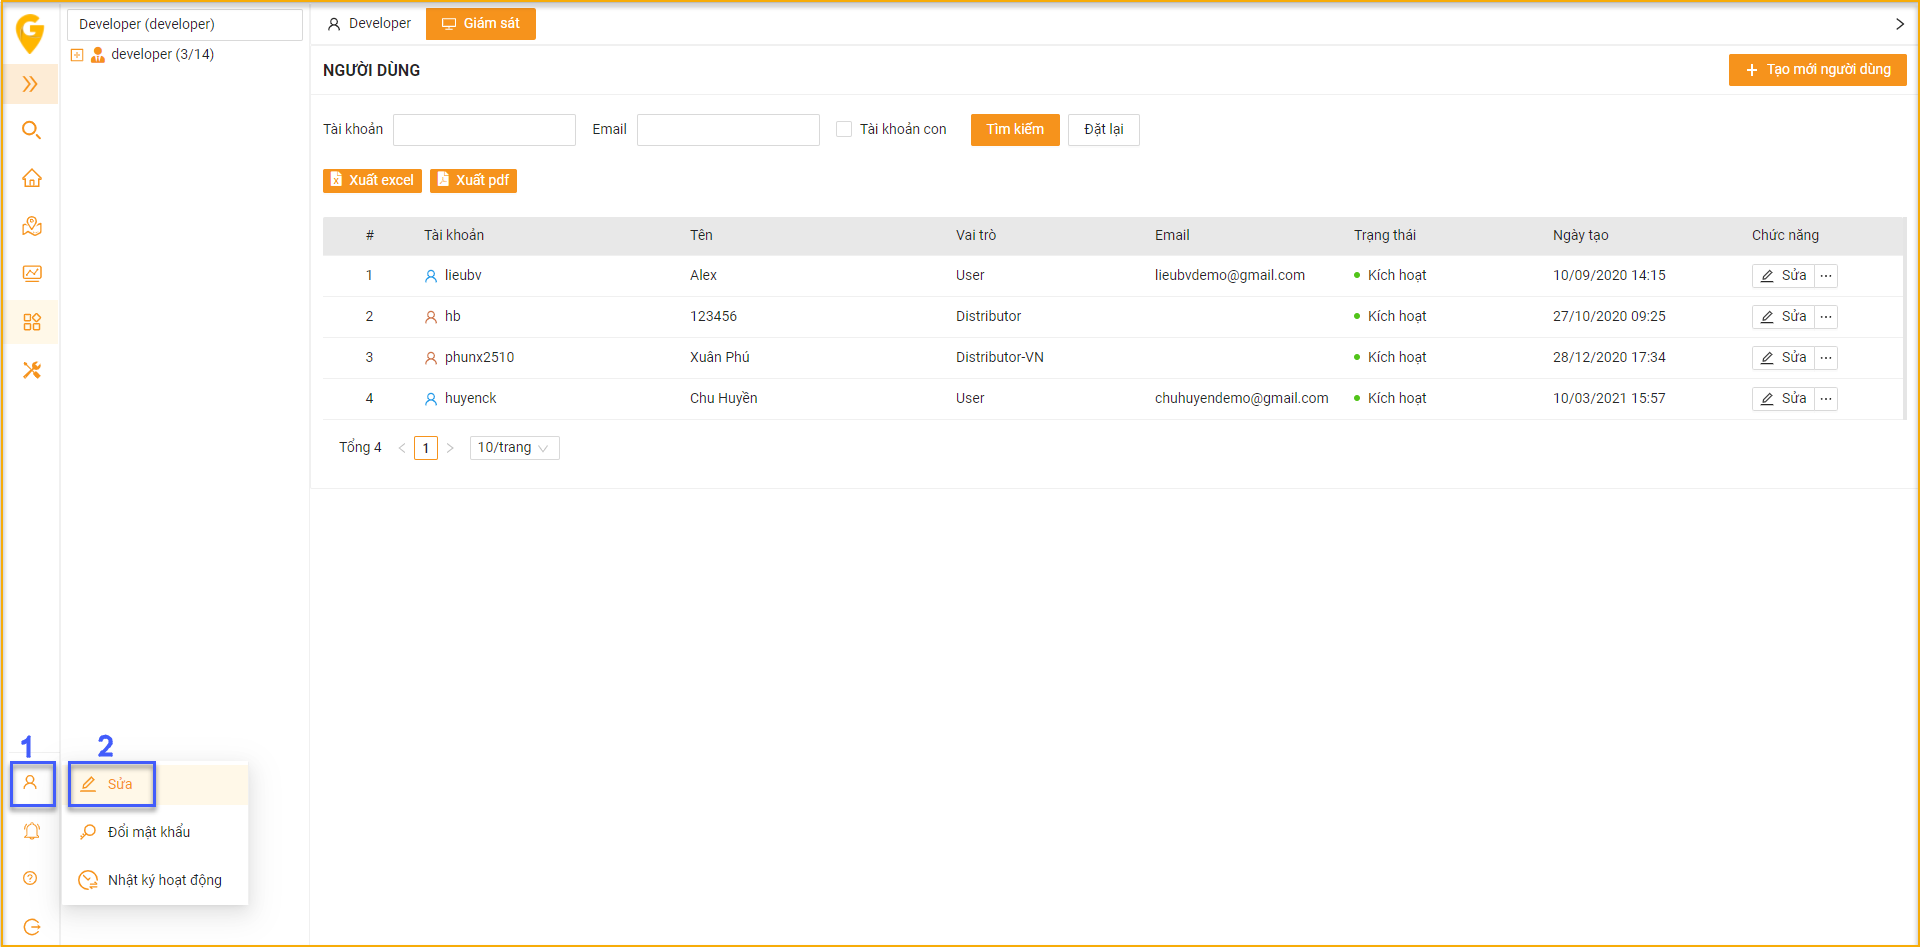 Developer (developer)
developer (3/14)
Developer
Giám sát
NGƯỜI DÙNG
Tạo mới người dùng
Tài khoản
Email
Tài khoản con
Tìm kiếm
Đặt lại
Xuất excel
Xuất pdf
# Tài khoản Tên Vai trò Email Trạng thái Ngày tạo Chức năng
1 lieubv Alex User lieubvdemo@gmail.com Kích hoạt 10/09/2020 14:15 Sửa ...
2 hb 123456 Distributor Kích hoạt 27/10/2020 09:25 Sửa ...
3 phunx2510 Xuân Phú Distributor-VN Kích hoạt 28/12/2020 17:34 Sửa ...
4 huyenck Chu Huyền User chuhuyendemo@gmail.com Kích hoạt 10/03/2021 15:57 Sửa ...
Tổng 4 < 1 > 10/trang
1 2
Sửa
Đổi mật khẩu
Nhật ký hoạt động